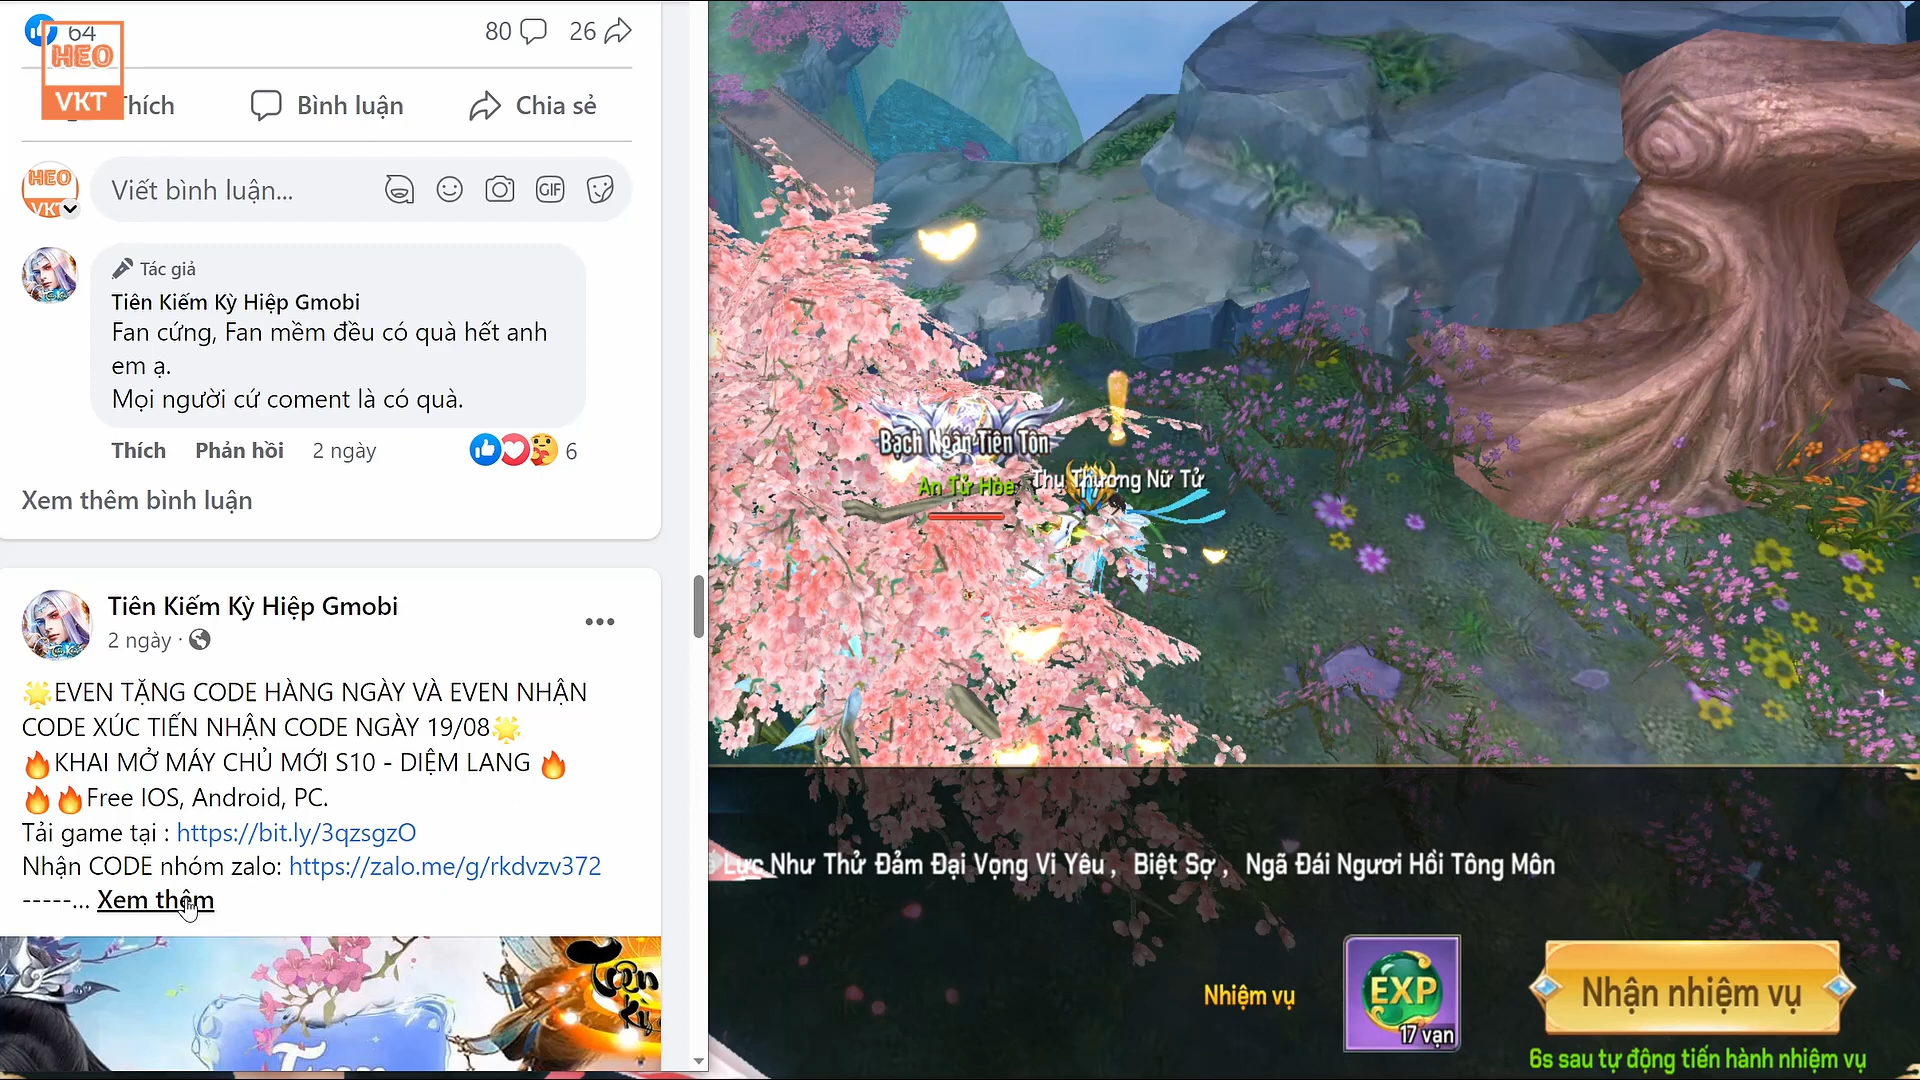 64
80
26
HEO
VKT
hích
Bình luận
Chia sẻ
HEO
VKT
Viết bình luận...
GIF
Tác giả
Tiên Kiếm Kỳ Hiệp Gmobi
Fan cứng, Fan mềm đều có quà hết anh
em ạ.
Mọi người cứ coment là có quà.
Thích Phản hồi 2 ngày
6
Xem thêm bình luận
Tiên Kiếm Kỳ Hiệp Gmobi
2 ngày ·
🌟EVEN TẶNG CODE HÀNG NGÀY VÀ EVEN NHẬN
CODE XÚC TIẾN NHẬN CODE NGÀY 19/08🌟
🔥KHAI MỞ MÁY CHỦ MỚI S10 - DIỆM LANG 🔥
🔥🔥Free IOS, Android, PC.
Tải game tại : https://bit.ly/3qzsgzO
Nhận CODE nhóm zalo: https://zalo.me/g/rkdvzv372
-----... Xem thêm
Bạch Ngân Tiên Tôn
An Tử Hòe
Thụ Thương Nữ Tử
Lực Như Thử Đảm Đại Vọng Vi Yêu, Biệt Sợ, Ngã Đái Ngươi Hồi Tông Môn
Nhiệm vụ
EXP
17 vạn
Nhận nhiệm vụ
6s sau tự động tiến hành nhiệm vụ